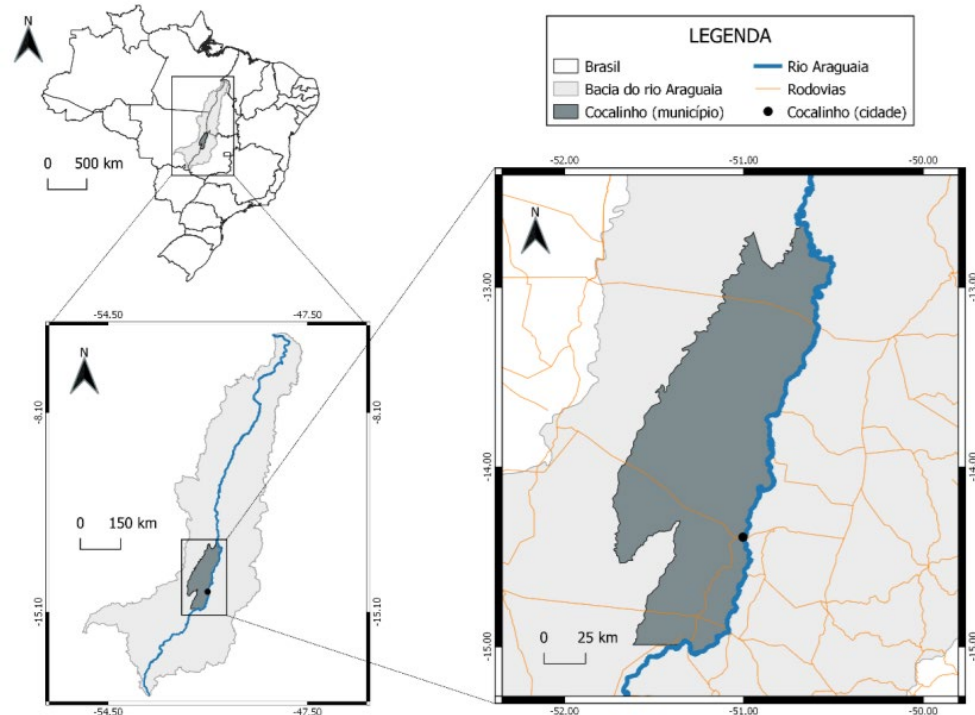 N
0 500 km
LEGENDA
Brasil
Bacia do rio Araguaia
Cocalinho (município)
Rio Araguaia
Rodovias
Cocalinho (cidade)
-54.50 -47.50
N
-8.10 -8.10
0 150 km
-15.10 -15.10
-54.50 -47.50
-52.00 -51.00 -50.00
N
-13.00 -13.00
-14.00 -14.00
0 25 km
-15.00 -15.00
-52.00 -51.00 -50.00